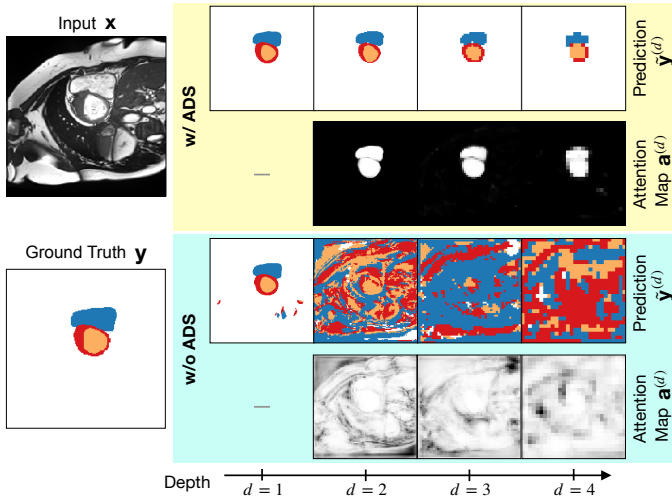 Input x
w/ ADS
Prediction
ỹ⁽ᵈ⁾
Attention
Map a⁽ᵈ⁾
Ground Truth y
w/o ADS
Prediction
ỹ⁽ᵈ⁾
Attention
Map a⁽ᵈ⁾
Depth
d = 1
d = 2
d = 3
d = 4